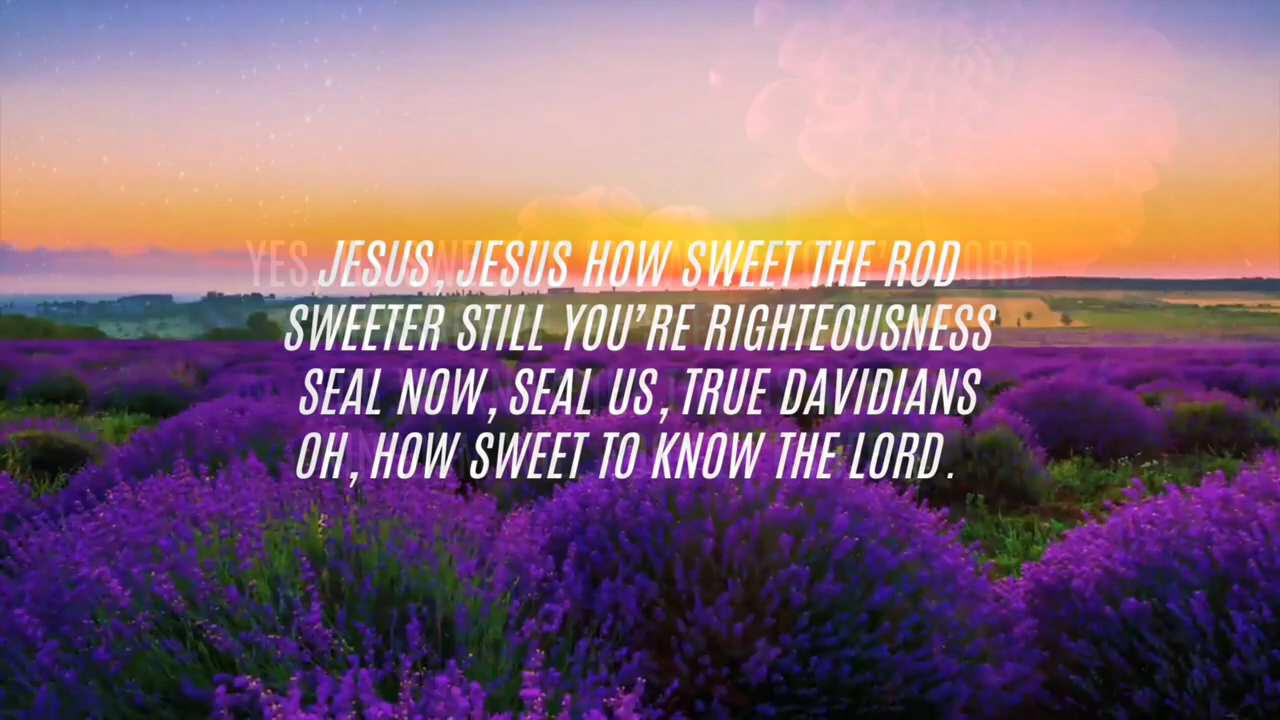 JESUS, JESUS HOW SWEET THE ROD
SWEETER STILL YOU'RE RIGHTEOUSNESS
SEAL NOW, SEAL US, TRUE DAVIDIANS
OH, HOW SWEET TO KNOW THE LORD.
YES,